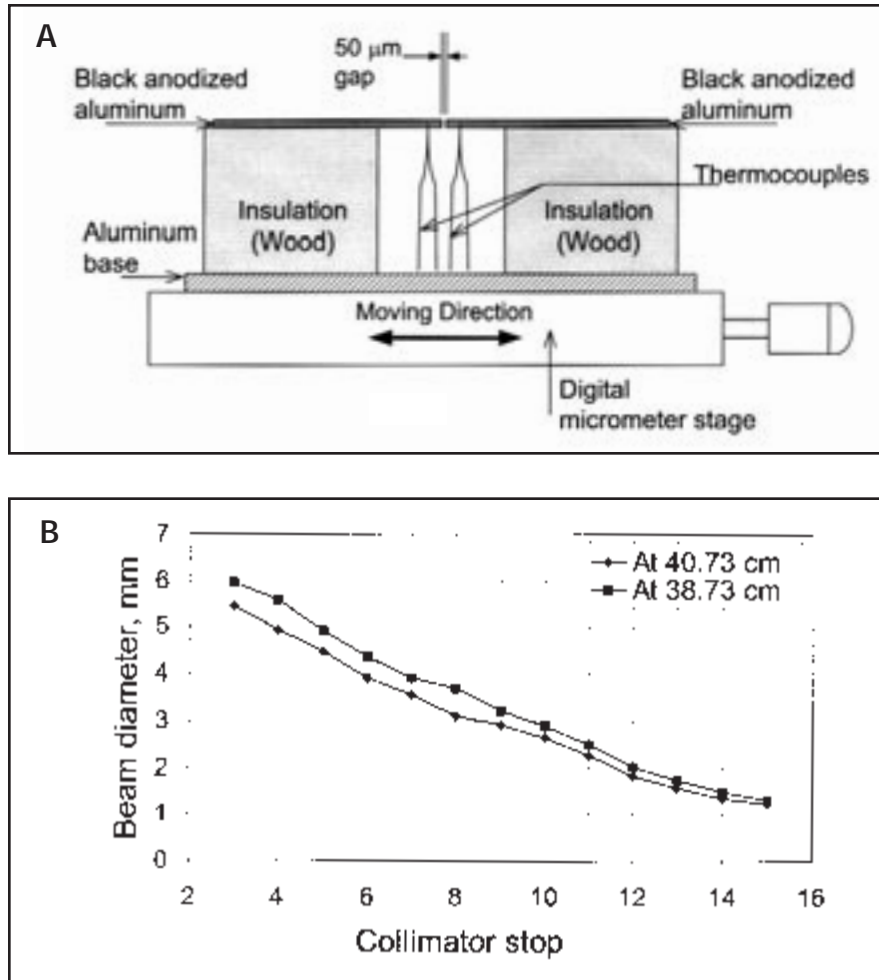 A
50 μm
gap
Black anodized
aluminum
Black anodized
aluminum
Thermocouples
Insulation
(Wood)
Insulation
(Wood)
Aluminum
base
Moving Direction
Digital
micrometer stage
B
7
6
5
4
3
2
1
0
Beam diameter, mm
At 40.73 cm
At 38.73 cm
2 4 6 8 10 12 14 16
Collimator stop